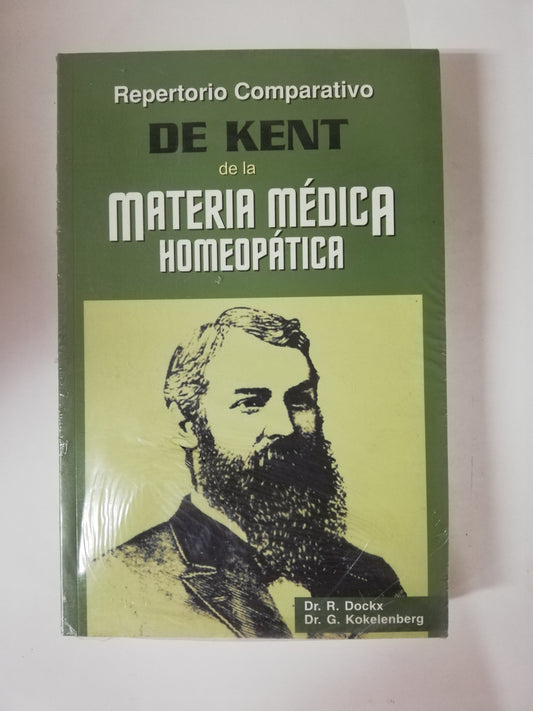 Repertorio Comparativo
DE KENT
de la
MATERIA MÉDICA
HOMEOPÁTICA
Dr. R. Dockx
Dr. G. Kokelenberg